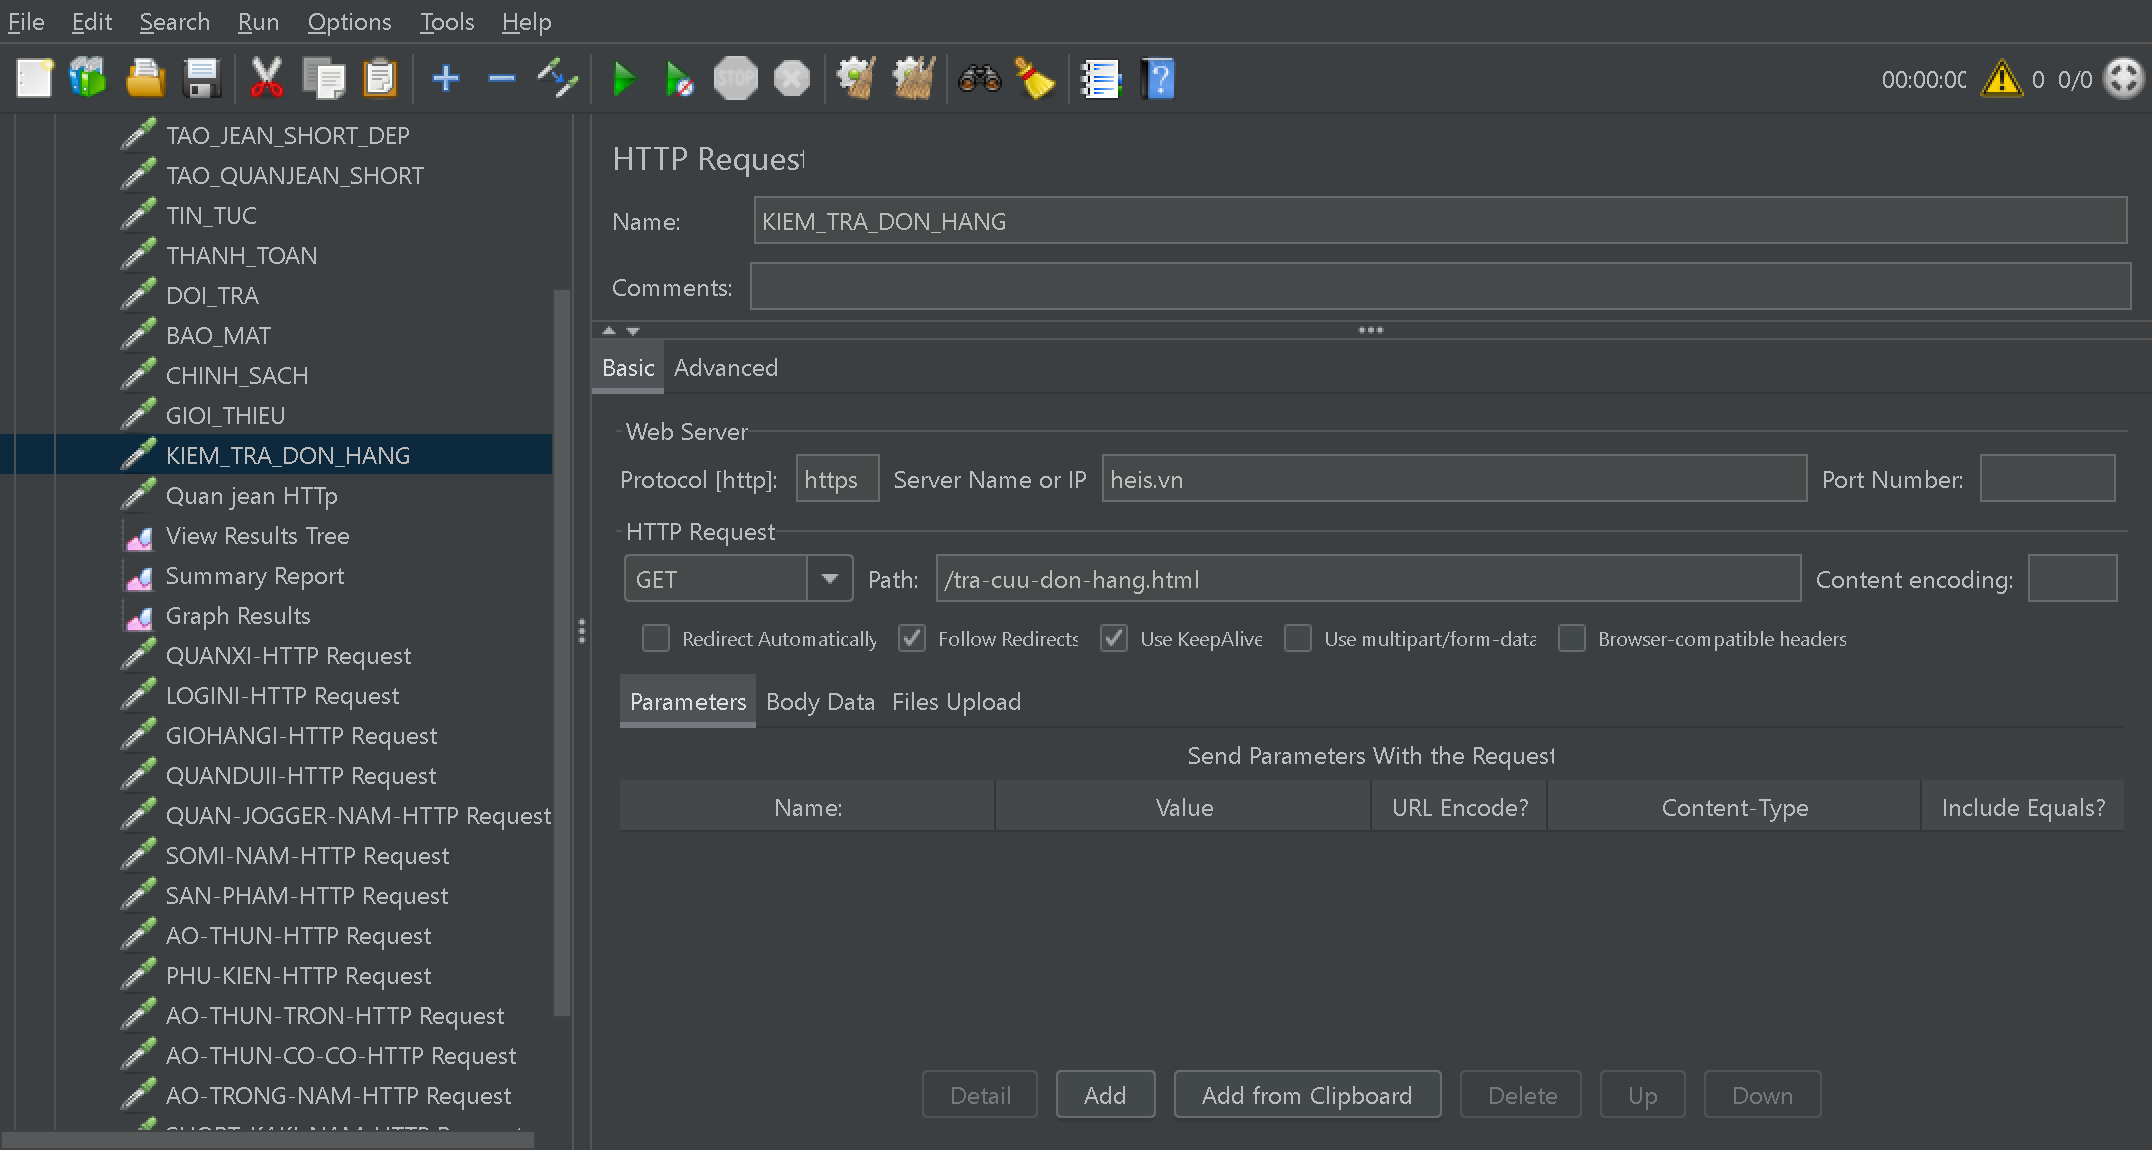 File Edit Search Run Options Tools Help
STOP
00:00:00 0 0/0
TAO_JEAN_SHORT_DEP
TAO_QUANJEAN_SHORT
TIN_TUC
THANH_TOAN
DOI_TRA
BAO_MAT
CHINH_SACH
GIOI_THIEU
KIEM_TRA_DON_HANG
Quan jean HTTp
View Results Tree
Summary Report
Graph Results
QUANXI-HTTP Request
LOGINI-HTTP Request
GIOHANGI-HTTP Request
QUANDUII-HTTP Request
QUAN-JOGGER-NAM-HTTP Request
SOMI-NAM-HTTP Request
SAN-PHAM-HTTP Request
AO-THUN-HTTP Request
PHU-KIEN-HTTP Request
AO-THUN-TRON-HTTP Request
AO-THUN-CO-CO-HTTP Request
AO-TRONG-NAM-HTTP Request
HTTP Request
Name: KIEM_TRA_DON_HANG
Comments:
Basic Advanced
Web Server
Protocol [http]: https Server Name or IP heis.vn Port Number:
HTTP Request
GET Path: /tra-cuu-don-hang.html Content encoding:
Redirect Automatically Follow Redirects Use KeepAlive Use multipart/form-data Browser-compatible headers
Parameters Body Data Files Upload
Send Parameters With the Request
Name: Value URL Encode? Content-Type Include Equals?
Detail Add Add from Clipboard Delete Up Down